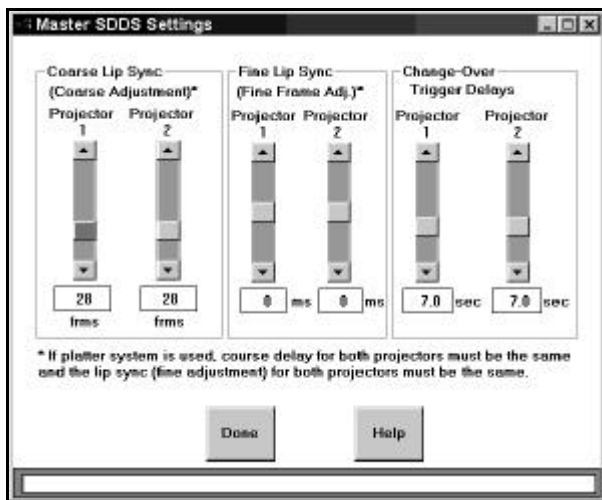 Master SDDS Settings
Coarse Lip Sync
(Coarse Adjustment)*
Projector 1
Projector 2
28
28
frms
frms
Fine Lip Sync
(Fine Frame Adj.)*
Projector 1
Projector 2
0 ms
0 ms
Change-Over
Trigger Delays
Projector 1
Projector 2
7.0 sec
7.0 sec
* If platter system is used, course delay for both projectors must be the same
and the lip sync (fine adjustment) for both projectors must be the same.
Done
Help